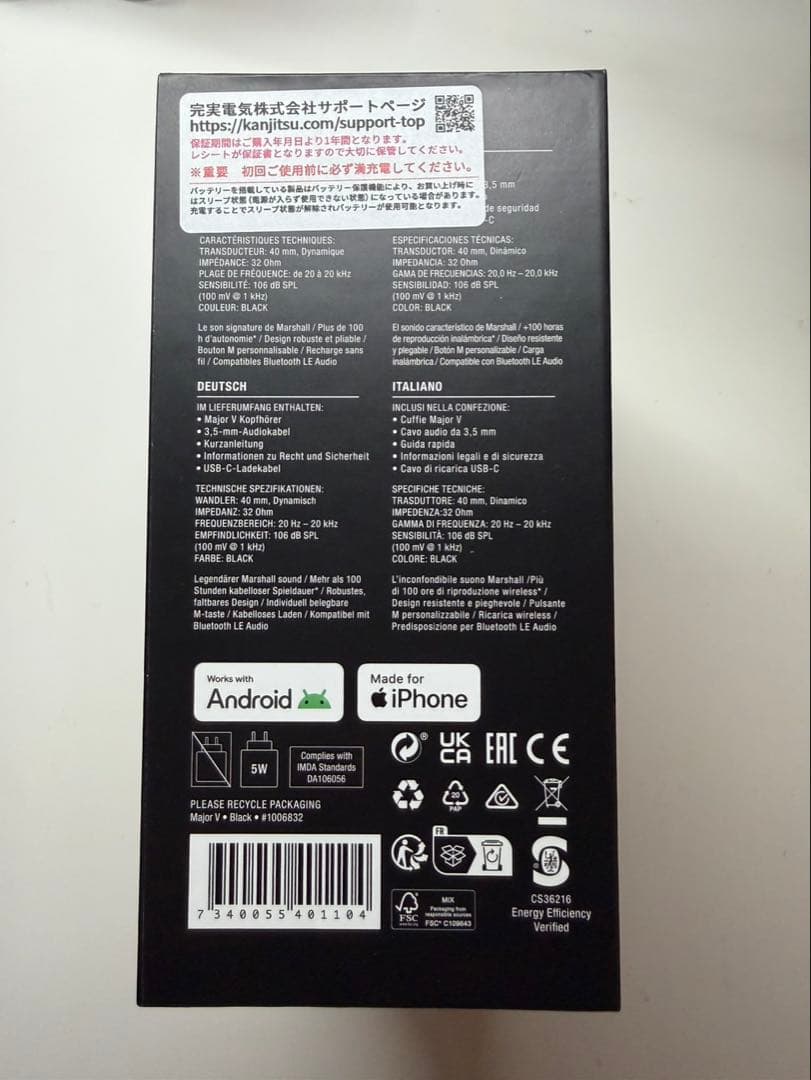 完実電気株式会社サポートページ
https://kanjitsu.com/support-top
保証期間はご購入年月日より1年間となります。
レシートが保証書となりますので大切に保管してください。
※重要 初回ご使用前に必ず満充電してください。
バッテリーを搭載している製品はバッテリー保護機能により、お買い上げ時に
はスリープ状態(電源が入らず使用できない状態)になっている場合があります。
充電することでスリープ状態が解除されバッテリーが使用可能となります。
3,5 mm
de seguridad
-C
CARACTÉRISTIQUES TECHNIQUES:
TRANSDUCTEUR: 40 mm, Dynamique
IMPÉDANCE: 32 Ohm
PLAGE DE FRÉQUENCE: de 20 à 20 kHz
SENSIBILITÉ: 106 dB SPL
(100 mV @ 1 kHz)
COULEUR: BLACK
Le son signature de Marshall / Plus de 100
h d'autonomie* / Design robuste et pliable /
Bouton M personnalisable / Recharge sans
fil / Compatibles Bluetooth LE Audio
ESPECIFICACIONES TÉCNICAS:
TRANSDUCTOR: 40 mm, Dinámico
IMPEDANCIA: 32 Ohm
GAMA DE FRECUENCIAS: 20,0 Hz – 20,0 kHz
SENSIBILIDAD: 106 dB SPL
(100 mV @ 1 kHz)
COLOR: BLACK
El sonido característico de Marshall / +100 horas
de reproducción inalámbrica* / Diseño resistente
y plegable / Botón M personalizable / Carga
inalámbrica / Compatible con Bluetooth LE Audio
DEUTSCH
IM LIEFERUMFANG ENTHALTEN:
• Major V Kopfhörer
• 3,5-mm-Audiokabel
• Kurzanleitung
• Informationen zu Recht und Sicherheit
• USB-C-Ladekabel
TECHNISCHE SPEZIFIKATIONEN:
WANDLER: 40 mm, Dynamisch
IMPEDANZ: 32 Ohm
FREQUENZBEREICH: 20 Hz – 20 kHz
EMPFINDLICHKEIT: 106 dB SPL
(100 mV @ 1 kHz)
FARBE: BLACK
Legendärer Marshall sound / Mehr als 100
Stunden kabelloser Spieldauer* / Robustes,
faltbares Design / Individuell belegbare
M-taste / Kabelloses Laden / Kompatibel mit
Bluetooth LE Audio
ITALIANO
INCLUSI NELLA CONFEZIONE:
• Cuffie Major V
• Cavo audio da 3,5 mm
• Guida rapida
• Informazioni legali e di sicurezza
• Cavo di ricarica USB-C
SPECIFICHE TECNICHE:
TRASDUTTORE: 40 mm, Dinamico
IMPEDENZA:32 Ohm
GAMMA DI FREQUENZA: 20 Hz – 20 kHz
SENSIBILITÀ: 106 dB SPL
(100 mV @ 1 kHz)
COLORE: BLACK
L'inconfondibile suono Marshall /Più
di 100 ore di riproduzione wireless* /
Design resistente e pieghevole / Pulsante
M personalizzabile / Ricarica wireless /
Predisposizione per Bluetooth LE Audio
Works with
Android
Made for
iPhone
5W
Complies with
IMDA Standards
DA106056
UK
CA
EAC
CE
PLEASE RECYCLE PACKAGING
Major V • Black • #1006832
20
PAP
FR
7 340055 401104
FSC
MIX
Packaging from
responsible sources
FSC® C109843
CS36216
Energy Efficiency
Verified